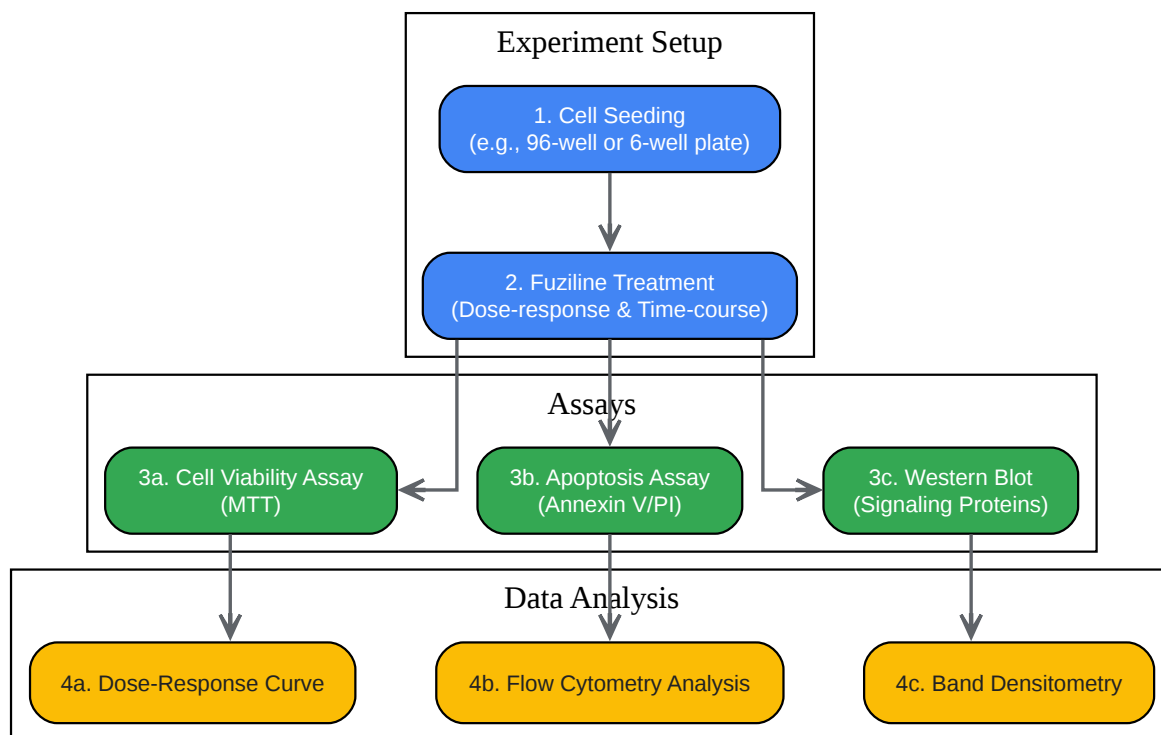 Experiment Setup
1. Cell Seeding
(e.g., 96-well or 6-well plate)
2. Fuziline Treatment
(Dose-response & Time-course)
Assays
3a. Cell Viability Assay
(MTT)
3b. Apoptosis Assay
(Annexin V/PI)
3c. Western Blot
(Signaling Proteins)
Data Analysis
4a. Dose-Response Curve
4b. Flow Cytometry Analysis
4c. Band Densitometry